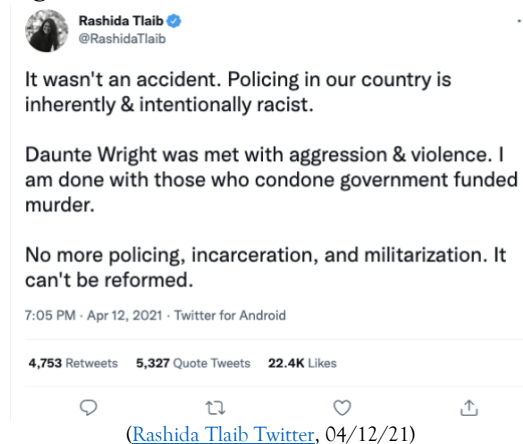 Rashida Tlaib
@RashidaTlaib
It wasn't an accident. Policing in our country is
inherently & intentionally racist.
Daunte Wright was met with aggression & violence. I
am done with those who condone government funded
murder.
No more policing, incarceration, and militarization. It
can't be reformed.
7:05 PM · Apr 12, 2021 · Twitter for Android
4,753 Retweets 5,327 Quote Tweets 22.4K Likes
(Rashida Tlaib Twitter, 04/12/21)